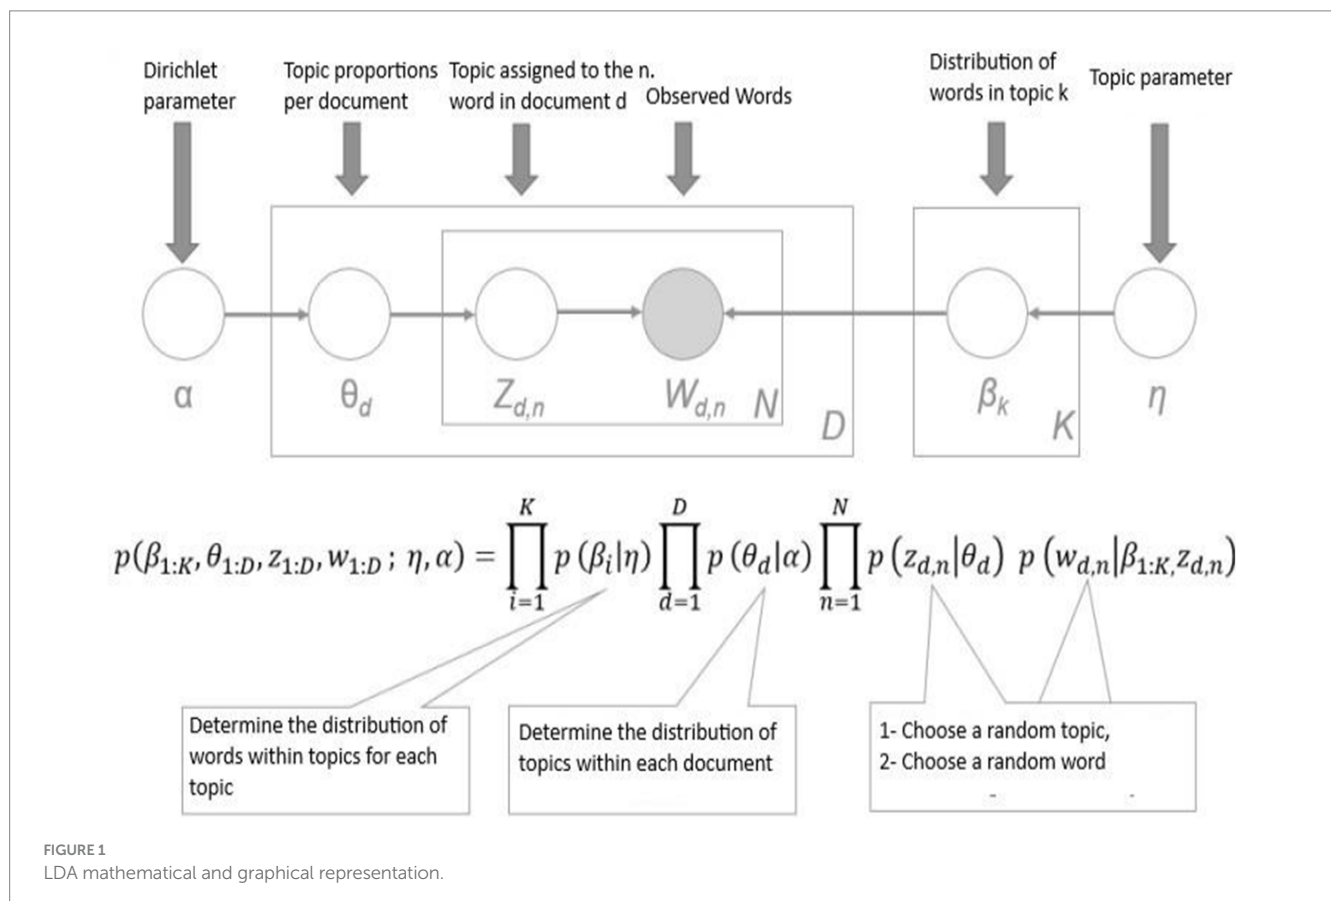 Dirichlet
parameter
Topic proportions
per document
Topic assigned to the n.
word in document d
Observed Words
Distribution of
words in topic k
Topic parameter
α
θd
Zd,n
Wd,n
N
D
βk
K
η
p(β1:K, θ1:D, z1:D, w1:D ; η, α) = ∏_{i=1}^{K} p (βi|η) ∏_{d=1}^{D} p (θd|α) ∏_{n=1}^{N} p (zd,n|θd) p (wd,n|β1:K, zd,n)
Determine the distribution of
words within topics for each
topic
Determine the distribution of
topics within each document
1- Choose a random topic,
2- Choose a random word
FIGURE 1
LDA mathematical and graphical representation.